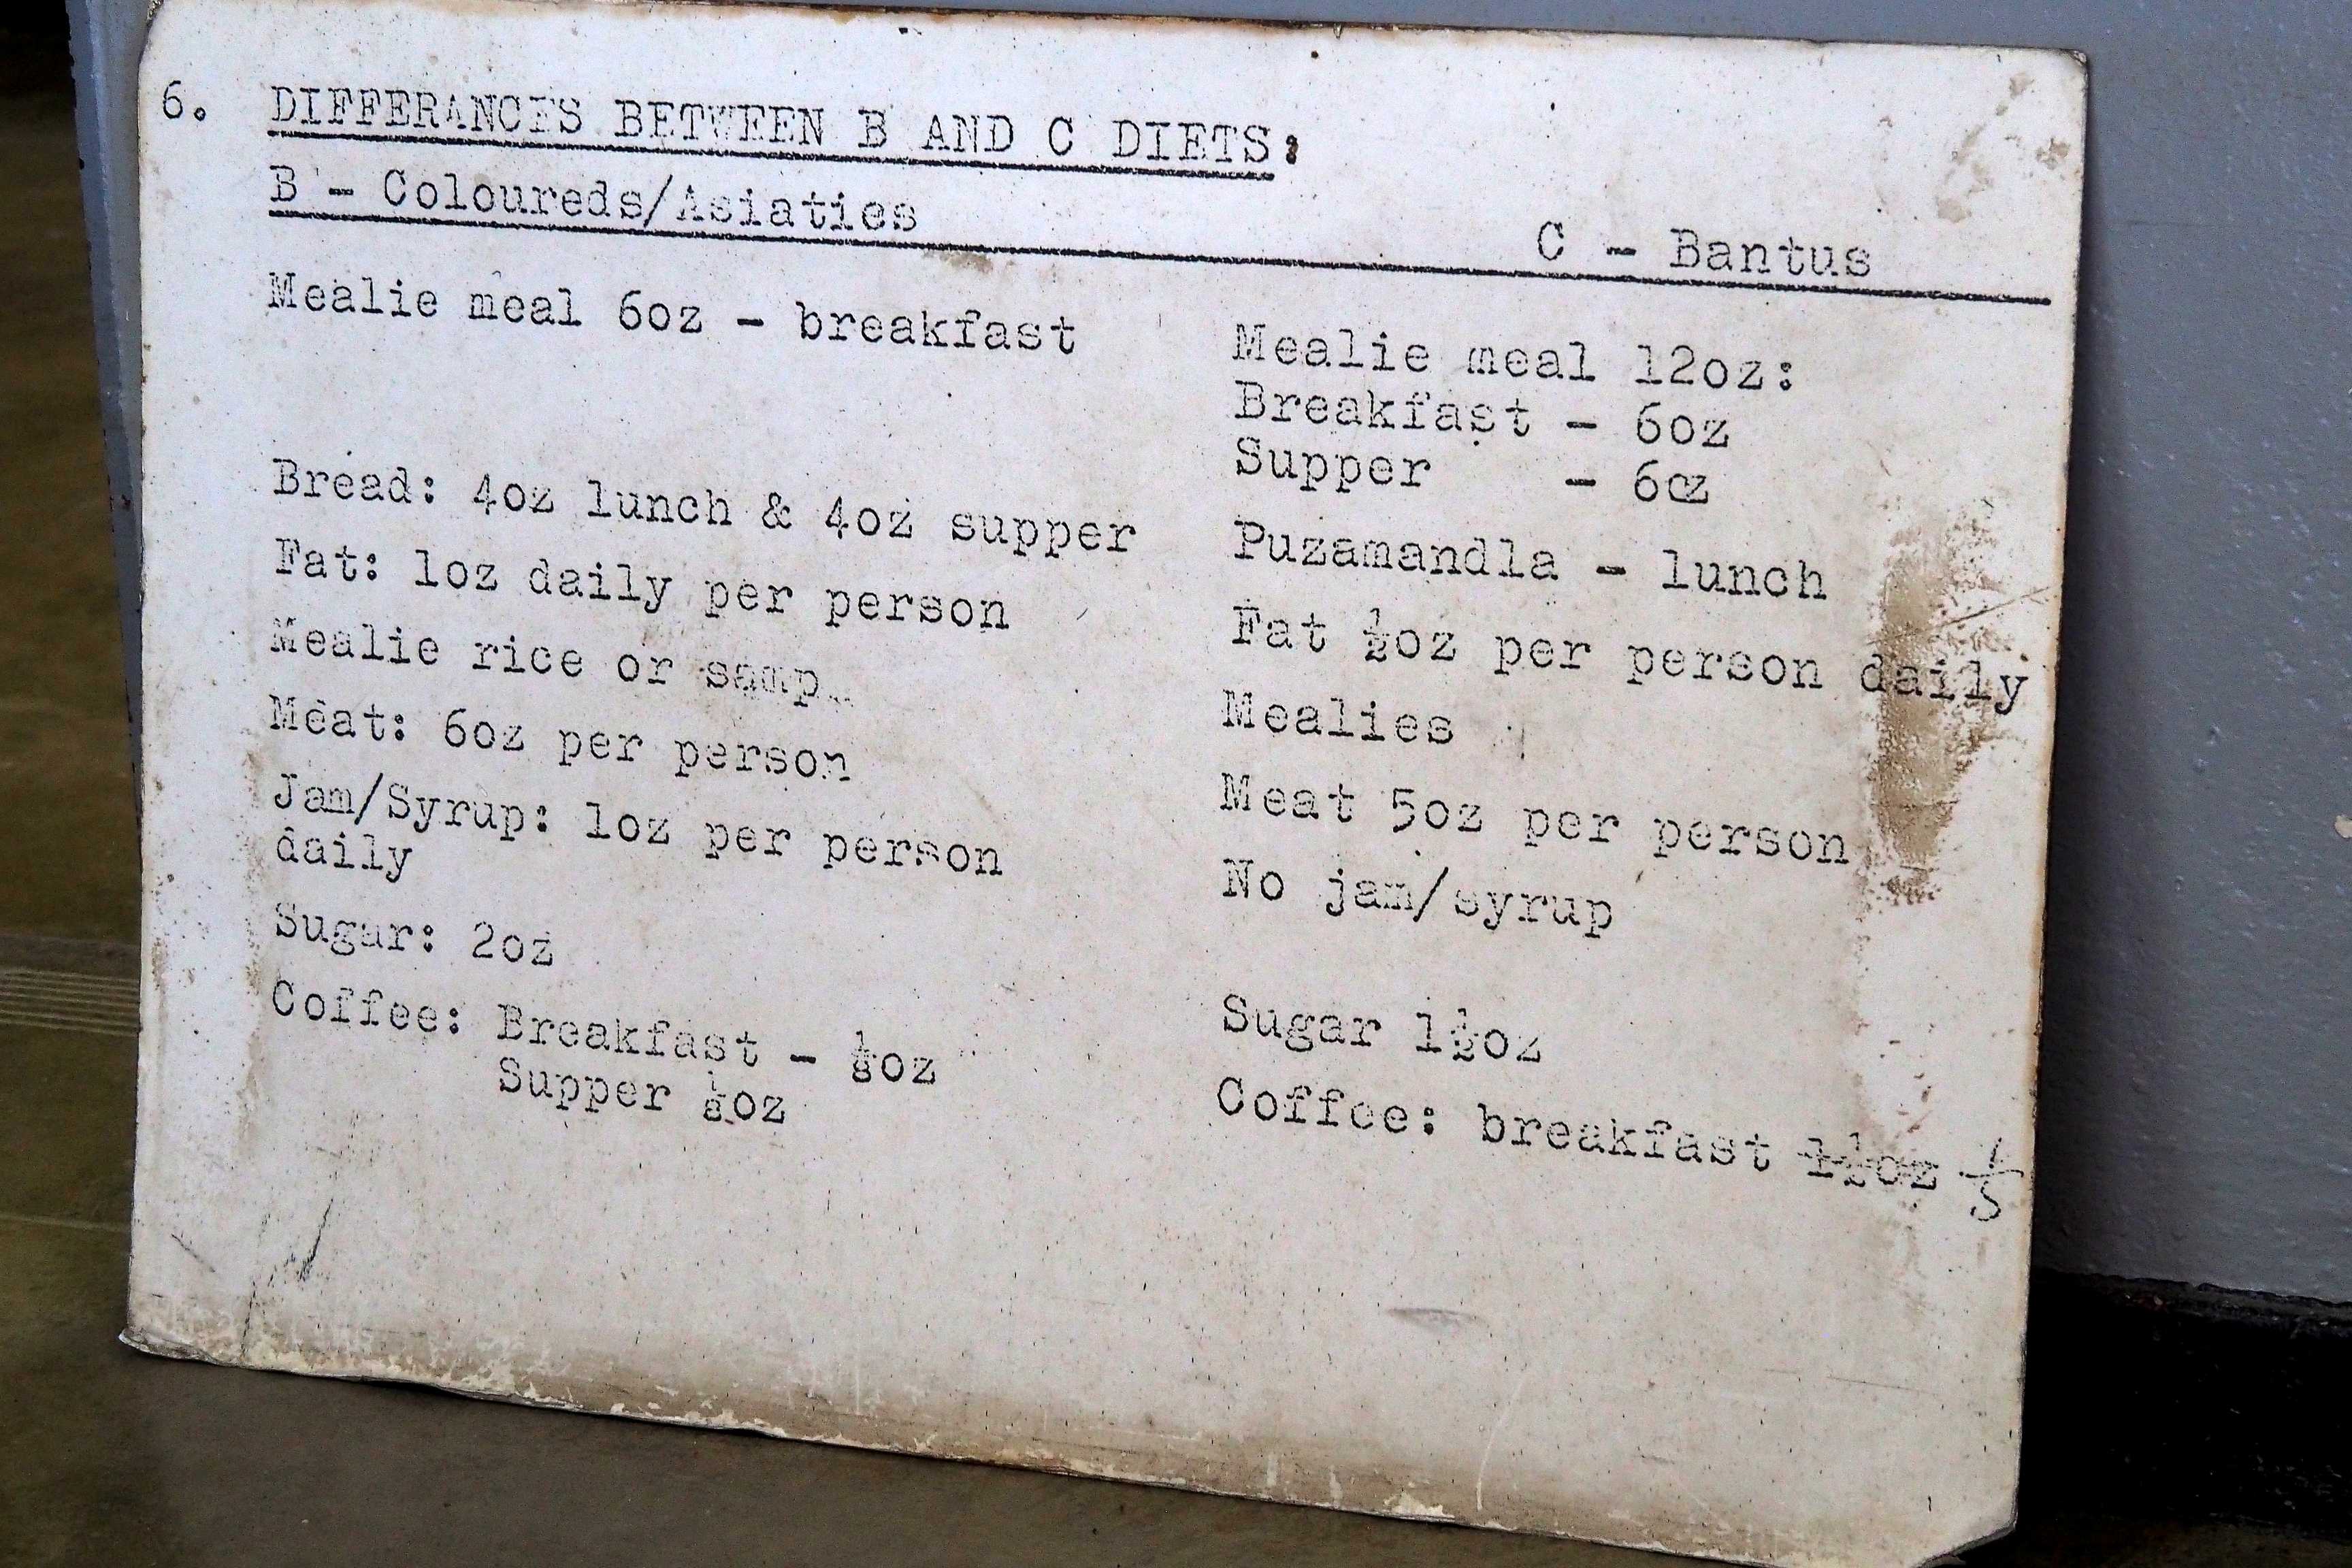 6. DIFFERANCES BETWEEN B AND C DIETS:
B - Coloureds/Asiaties
C - Bantus
Mealie meal 6oz - breakfast
Bread: 4oz lunch & 4oz supper
Fat: 1oz daily per person
Mealie rice or samp
Meat: 6oz per person
Jam/Syrup: 1oz per person
daily
Sugar: 2oz
Coffee: Breakfast - ⅛oz
Supper ⅛oz
Mealie meal 12oz:
Breakfast - 6oz
Supper - 6oz
Puzamandla - lunch
Fat ½oz per person daily
Mealies
Meat 5oz per person
No jam/syrup
Sugar 1½oz
Coffee: breakfast 1½oz